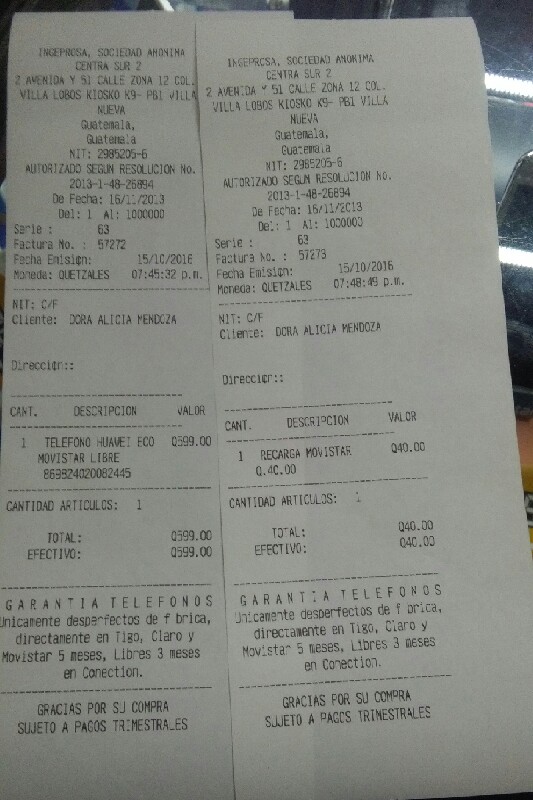 INGEPROSA, SOCIEDAD ANONIMA
CENTRA SUR 2
2 AVENIDA Y 51 CALLE ZONA 12 COL.
VILLA LOBOS KIOSKO K9- PB1 VILLA
NUEVA
Guatemala,
Guatemala
NIT: 2985205-6
AUTORIZADO SEGUN RESOLUCION No.
2013-1-48-26894
De Fecha: 16/11/2013
Del: 1 Al: 1000000
Serie : 63
Factura No. : 57272
Fecha Emision: 15/10/2016
Moneda: QUETZALES 07:45:32 p.m.
NIT: C/F
Cliente: DORA ALICIA MENDOZA
Direccion::
CANT. DESCRIPCION VALOR
1 TELEFONO HUAWEI ECO Q599.00
MOVISTAR LIBRE
869824020082445
CANTIDAD ARTICULOS: 1
TOTAL: Q599.00
EFECTIVO: Q599.00
G A R A N T I A T E L E F O N O S
Unicamente desperfectos de f brica,
directamente en Tigo, Claro y
Movistar 5 meses, Libres 3 meses
en Conection.
GRACIAS POR SU COMPRA
SUJETO A PAGOS TRIMESTRALES
INGEPROSA, SOCIEDAD ANONIMA
CENTRA SUR 2
2 AVENIDA Y 51 CALLE ZONA 12 COL.
VILLA LOBOS KIOSKO K9- PB1 VILLA
NUEVA
Guatemala,
Guatemala
NIT: 2985205-6
AUTORIZADO SEGUN RESOLUCION No.
2013-1-48-26894
De Fecha: 16/11/2013
Del: 1 Al: 1000000
Serie : 63
Factura No. : 57273
Fecha Emision: 15/10/2016
Moneda: QUETZALES 07:48:49 p.m.
NIT: C/F
Cliente: DORA ALICIA MENDOZA
Direccion::
CANT. DESCRIPCION VALOR
1 RECARGA MOVISTAR Q40.00
Q.40.00
CANTIDAD ARTICULOS: 1
TOTAL: Q40.00
EFECTIVO: Q40.00
G A R A N T I A T E L E F O N O S
Unicamente desperfectos de f brica,
directamente en Tigo, Claro y
Movistar 5 meses, Libres 3 meses
en Conection.
GRACIAS POR SU COMPRA
SUJETO A PAGOS TRIMESTRALES